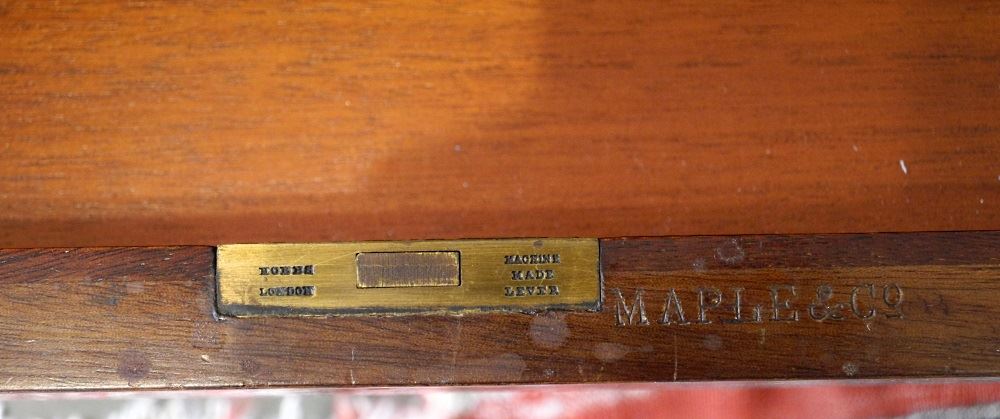 HOBBS
LONDON
MACHINE
MADE
LEVER
MAPLE & Cº